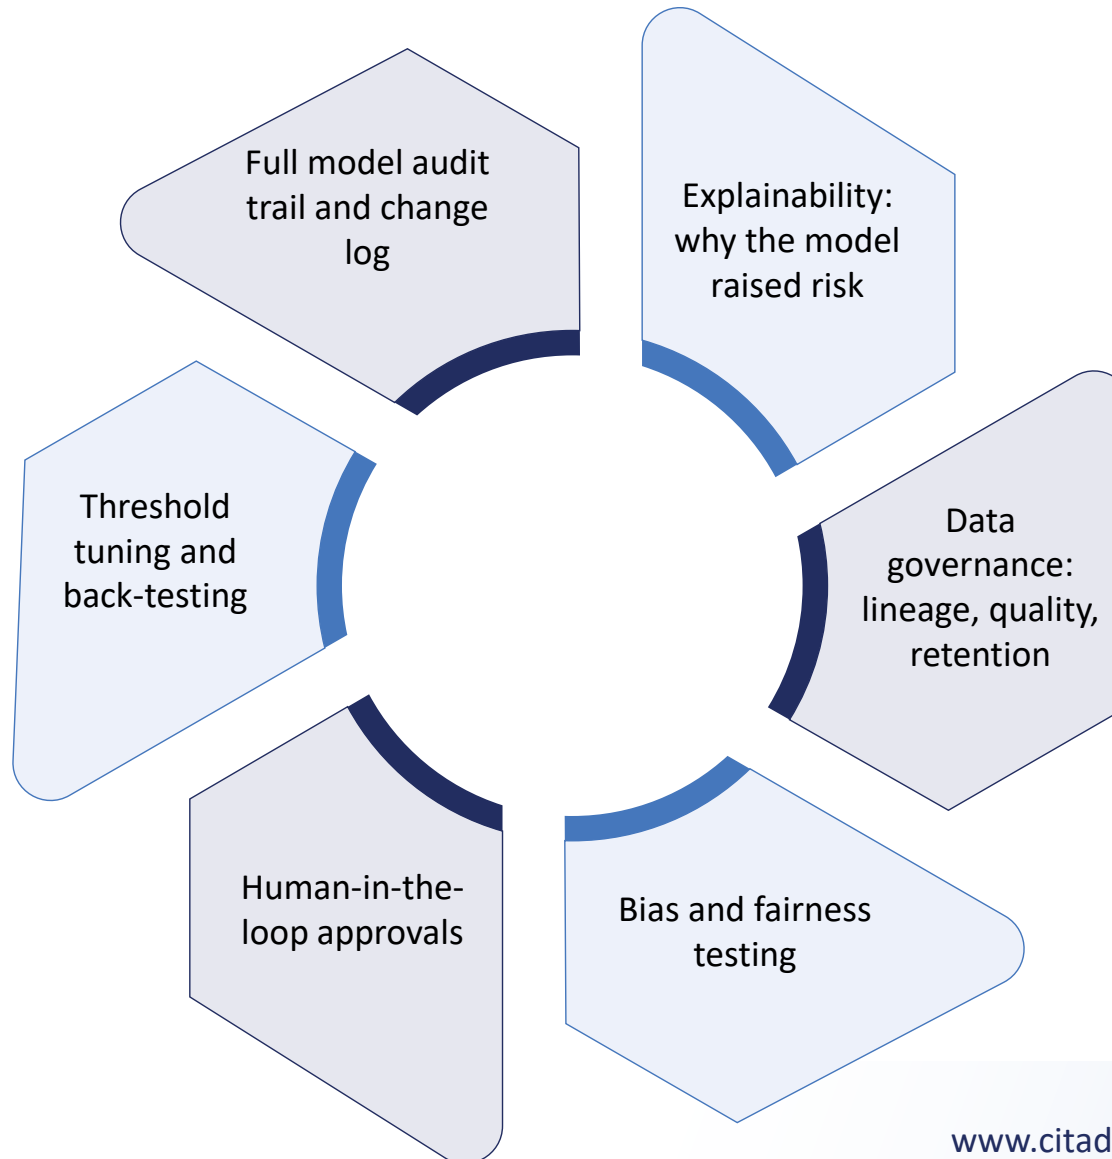 Full model audit
trail and change
log
Explainability:
why the model
raised risk
Data
governance:
lineage, quality,
retention
Bias and fairness
testing
Human-in-the-
loop approvals
Threshold
tuning and
back-testing
www.citad